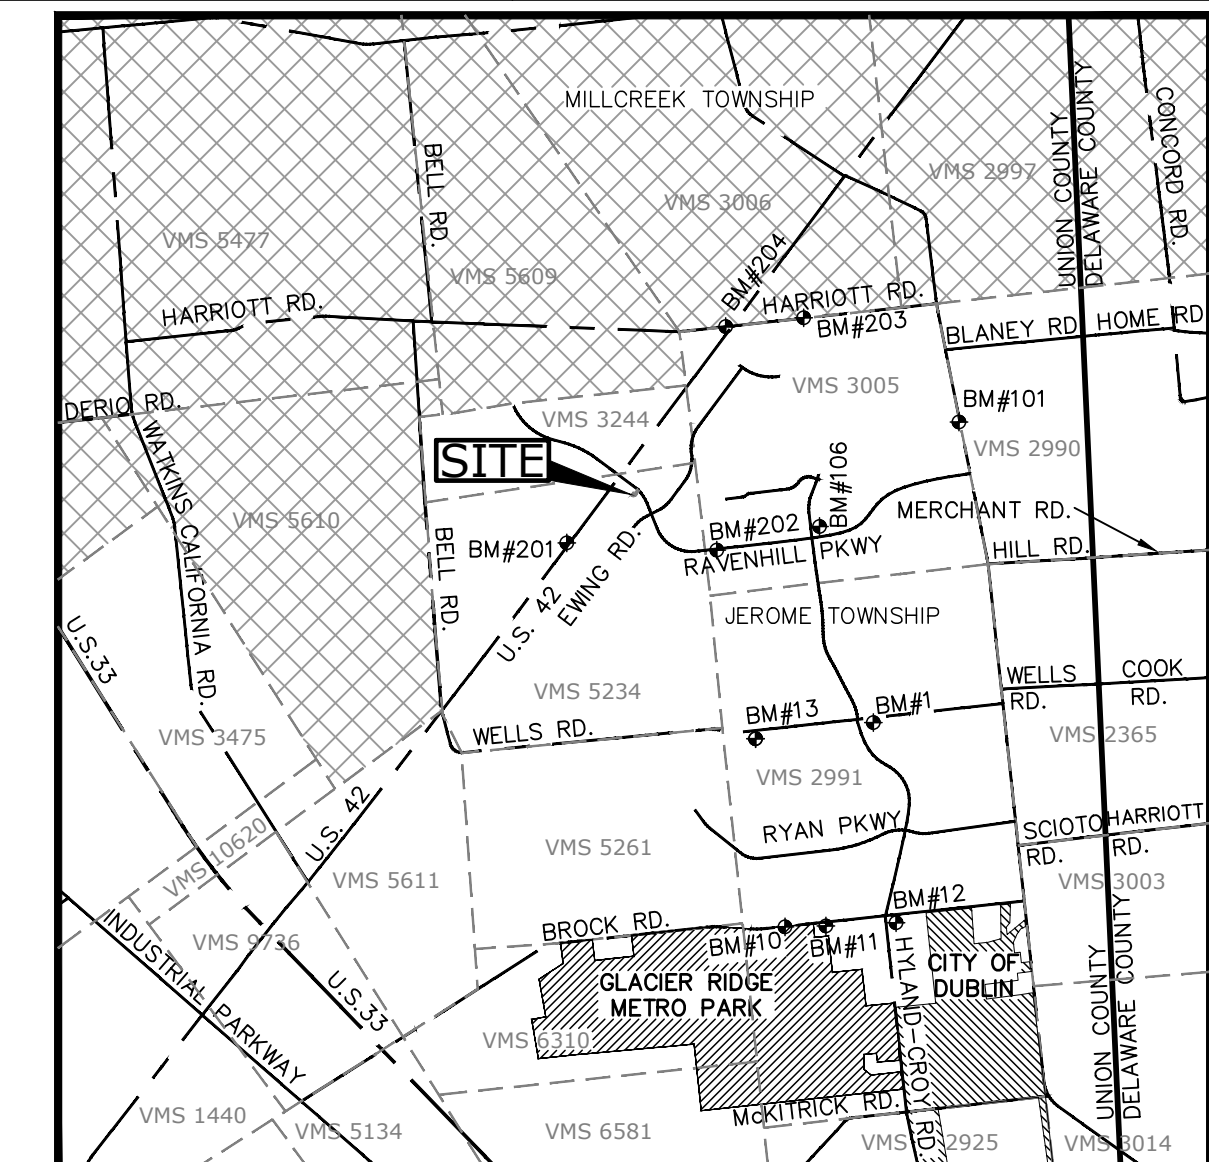 MILLCREEK TOWNSHIP
UNION COUNTY
DELAWARE COUNTY
CONCORD RD.
BELL RD.
VMS 2997
VMS 3006
VMS 5477
VMS 5609
BM#204
HARRIOTT RD.
HARRIOTT RD.
BM#203
BLANEY RD
HOME RD
VMS 3005
DERIO RD.
BM#101
VMS 3244
WATKINS CALIFORNIA RD.
SITE
VMS 2990
BM#106
VMS 5610
MERCHANT RD.
BM#202
BM#201
RAVENHILL PKWY
HILL RD.
BELL RD.
EWING RD.
U.S. 42
JEROME TOWNSHIP
U.S.33
WELLS RD.
COOK RD.
VMS 5234
BM#13
BM#1
WELLS RD.
VMS 3475
VMS 2365
VMS 2991
U.S. 42
RYAN PKWY
SCIOTO RD.
HARRIOTT RD.
VMS 10620
VMS 5261
VMS 5611
VMS 3003
BM#12
BROCK RD.
BM#10
BM#11
INDUSTRIAL PARKWAY
VMS 9736
GLACIER RIDGE
METRO PARK
CITY OF
DUBLIN
HYLAND-CROY RD.
UNION COUNTY
DELAWARE COUNTY
U.S.33
VMS 6310
McKITRICK RD.
VMS 1440
VMS 5134
VMS 6581
VMS 2925
VMS 3014